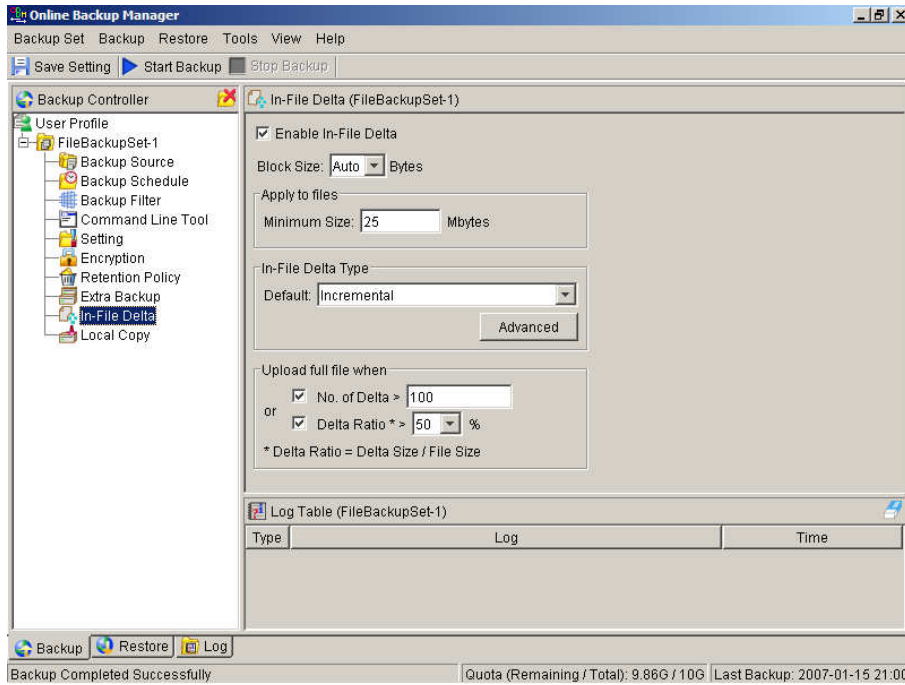 Online Backup Manager
Backup Set Backup Restore Tools View Help
Save Setting Start Backup Stop Backup
Backup Controller
User Profile
FileBackupSet-1
Backup Source
Backup Schedule
Backup Filter
Command Line Tool
Setting
Encryption
Retention Policy
Extra Backup
In-File Delta
Local Copy
In-File Delta (FileBackupSet-1)
Enable In-File Delta
Block Size: Auto Bytes
Apply to files
Minimum Size: 25 Mbytes
In-File Delta Type
Default: Incremental
Advanced
Upload full file when
No. of Delta > 100
or
Delta Ratio * > 50 %
* Delta Ratio = Delta Size / File Size
Log Table (FileBackupSet-1)
Type Log Time
Backup Restore Log
Backup Completed Successfully Quota (Remaining / Total): 9.86G / 10G Last Backup: 2007-01-15 21:00